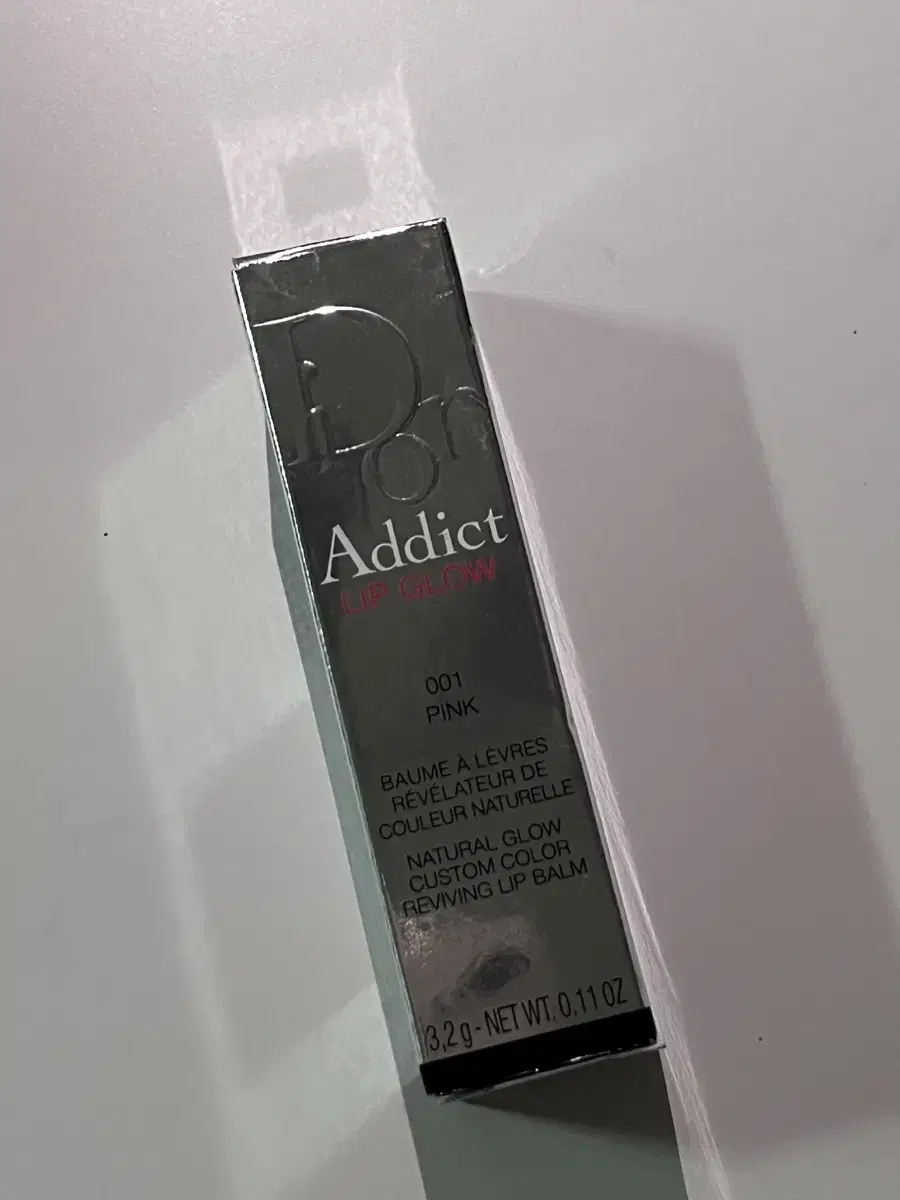 Dior
Addict
LIP GLOW
001
PINK
BAUME À LÈVRES
RÉVÉLATEUR DE
COULEUR NATURELLE
NATURAL GLOW
CUSTOM COLOR
REVIVING LIP BALM
3,2 g - NET WT. 0.11 OZ